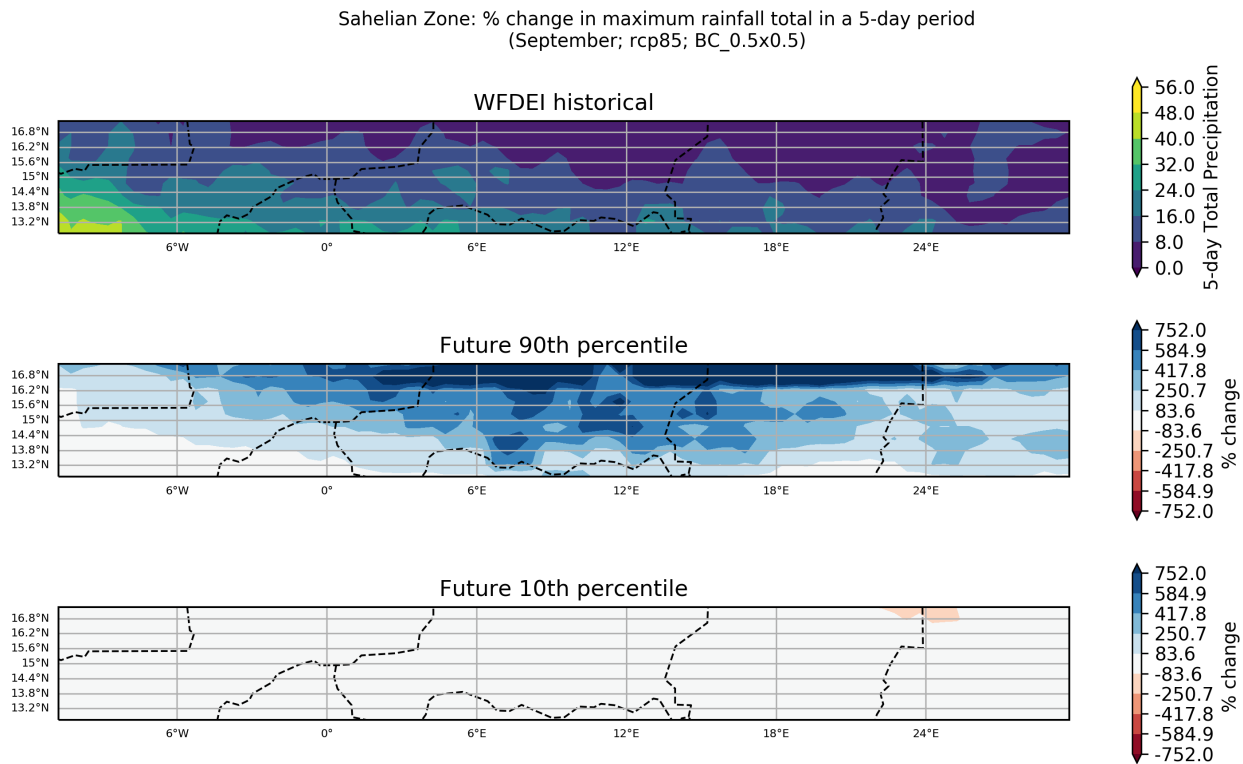 Sahelian Zone: % change in maximum rainfall total in a 5-day period
(September; rcp85; BC_0.5x0.5)
WFDEI historical
16.8°N
16.2°N
15.6°N
15°N
14.4°N
13.8°N
13.2°N
6°W 0° 6°E 12°E 18°E 24°E
56.0
48.0
40.0
32.0
24.0
16.0
8.0
0.0
5-day Total Precipitation
Future 90th percentile
16.8°N
16.2°N
15.6°N
15°N
14.4°N
13.8°N
13.2°N
6°W 0° 6°E 12°E 18°E 24°E
752.0
584.9
417.8
250.7
83.6
-83.6
-250.7
-417.8
-584.9
-752.0
% change
Future 10th percentile
16.8°N
16.2°N
15.6°N
15°N
14.4°N
13.8°N
13.2°N
6°W 0° 6°E 12°E 18°E 24°E
752.0
584.9
417.8
250.7
83.6
-83.6
-250.7
-417.8
-584.9
-752.0
% change